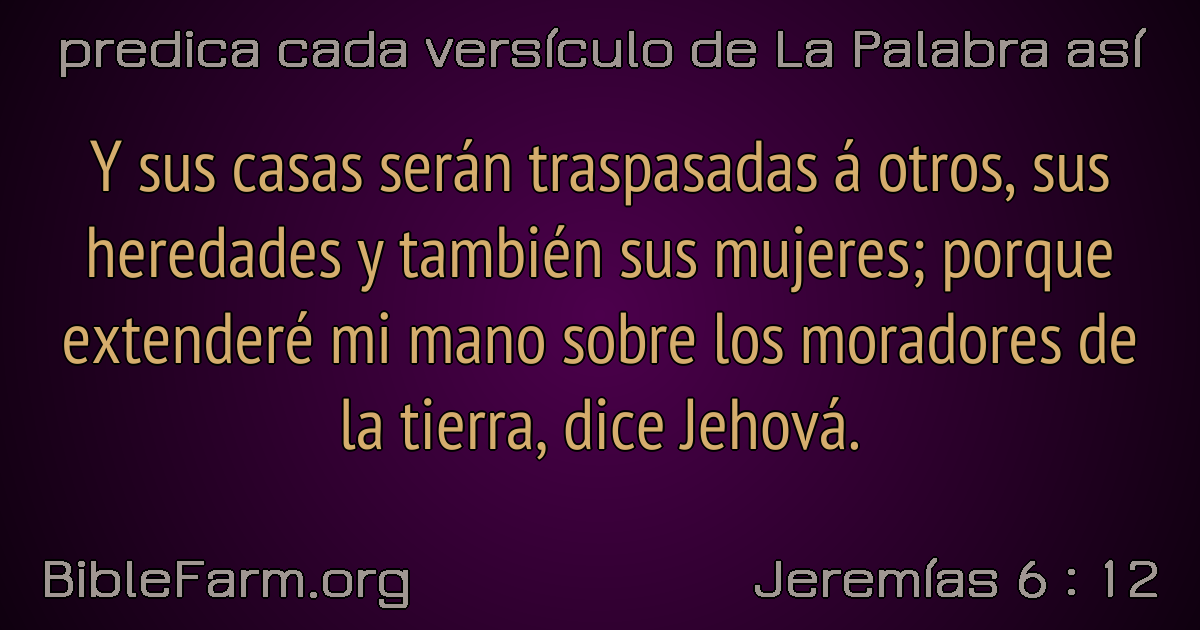 predica cada versículo de La Palabra así
Y sus casas serán traspasadas á otros, sus
heredades y también sus mujeres; porque
extenderé mi mano sobre los moradores de
la tierra, dice Jehová.
BibleFarm.org
Jeremías 6 : 12